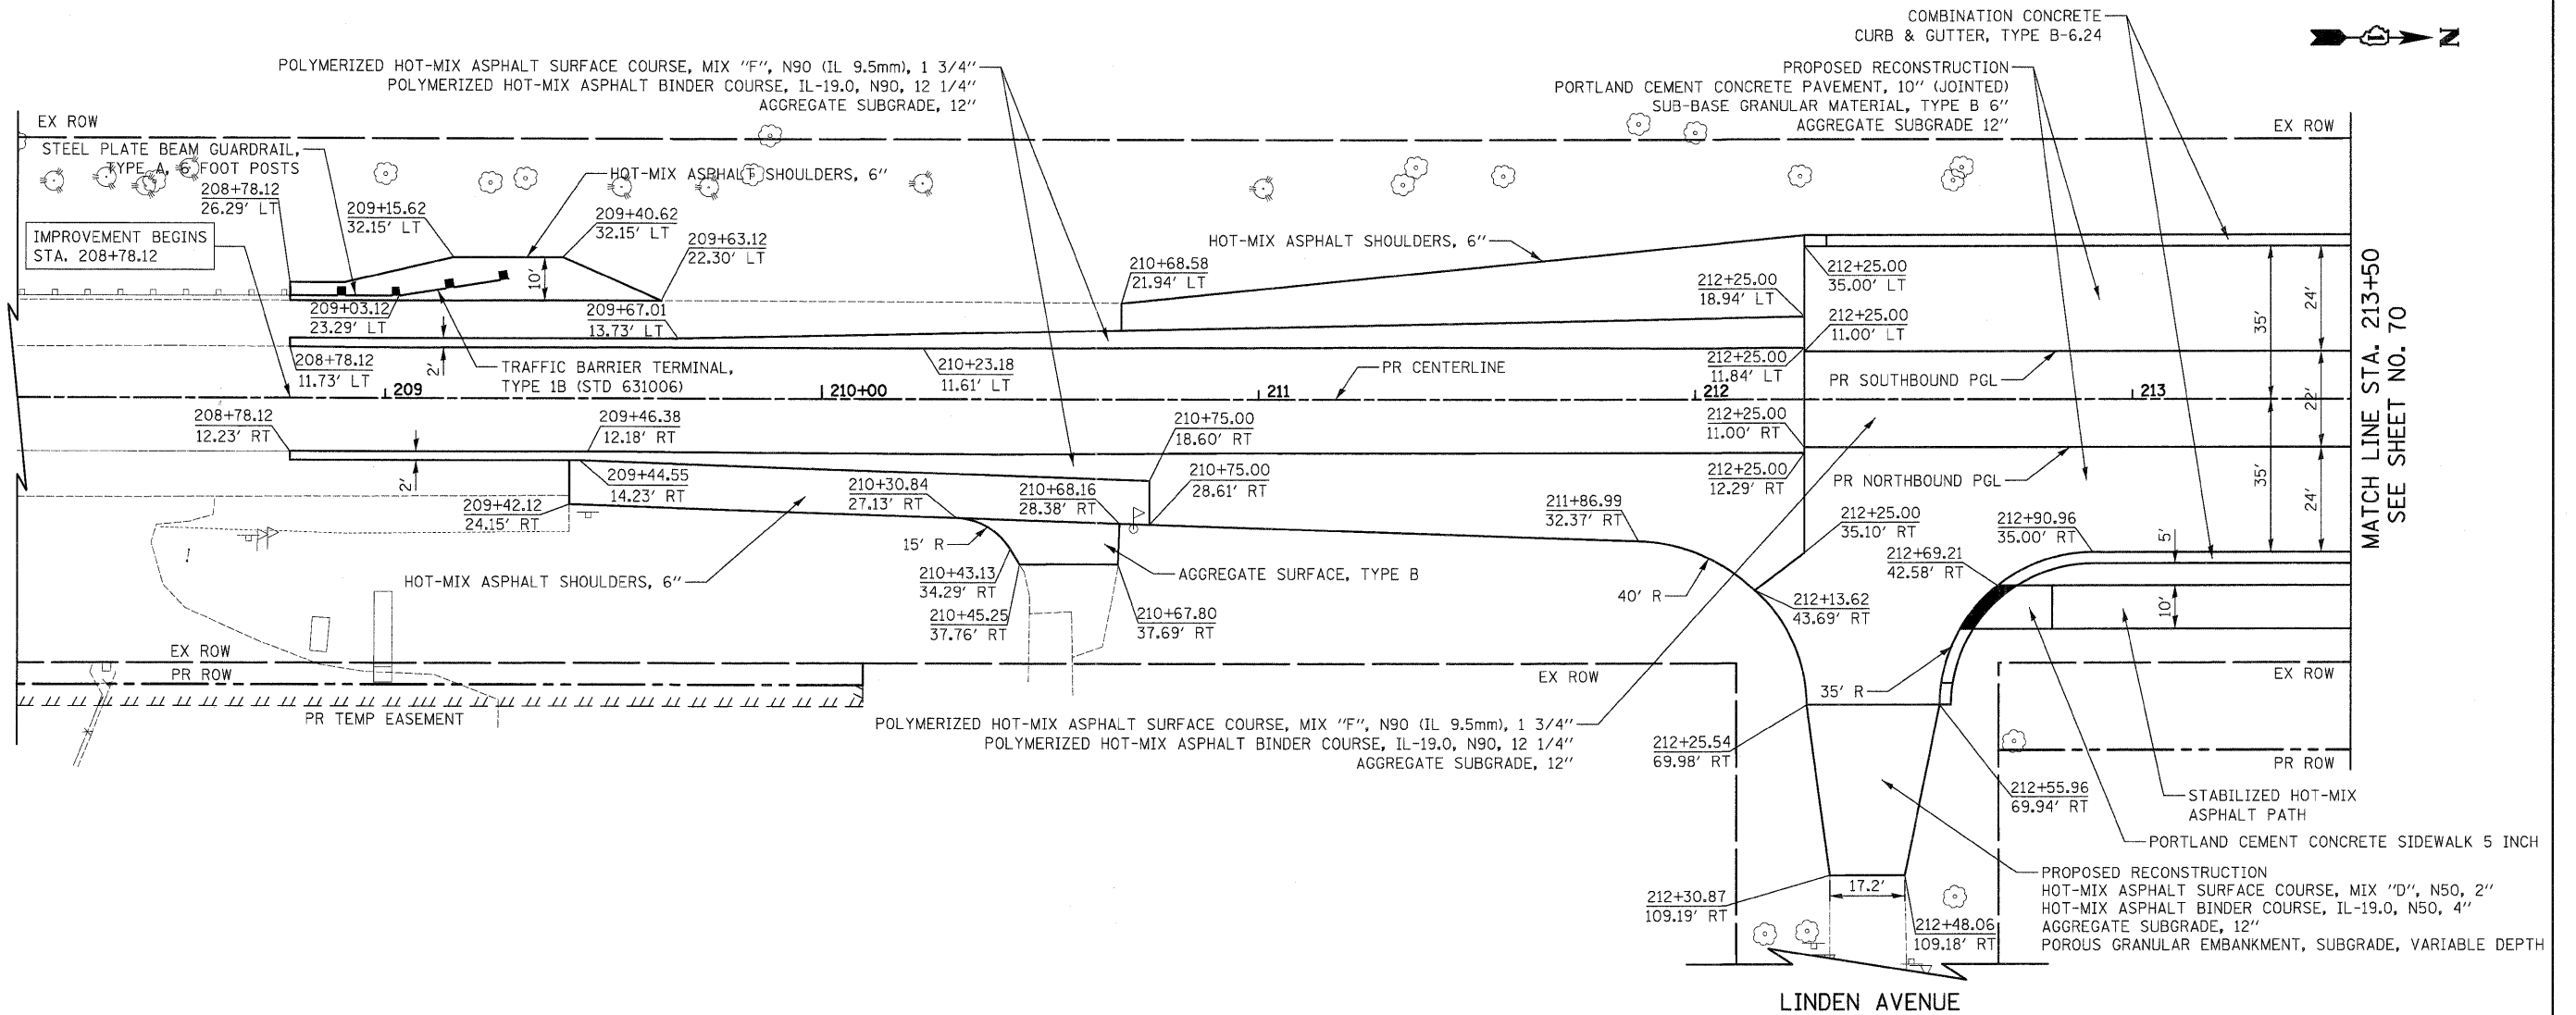 COMBINATION CONCRETE
CURB & GUTTER, TYPE B-6.24
N
POLYMERIZED HOT-MIX ASPHALT SURFACE COURSE, MIX "F", N90 (IL 9.5mm), 1 3/4"
POLYMERIZED HOT-MIX ASPHALT BINDER COURSE, IL-19.0, N90, 12 1/4"
AGGREGATE SUBGRADE, 12"
PROPOSED RECONSTRUCTION
PORTLAND CEMENT CONCRETE PAVEMENT, 10" (JOINTED)
SUB-BASE GRANULAR MATERIAL, TYPE B 6"
AGGREGATE SUBGRADE 12"
EX ROW
EX ROW
STEEL PLATE BEAM GUARDRAIL,
TYPE A, 6 FOOT POSTS
HOT-MIX ASPHALT SHOULDERS, 6"
208+78.12
26.29' LT
209+15.62
32.15' LT
209+40.62
32.15' LT
209+63.12
22.30' LT
IMPROVEMENT BEGINS
STA. 208+78.12
HOT-MIX ASPHALT SHOULDERS, 6"
10'
210+68.58
21.94' LT
212+25.00
18.94' LT
212+25.00
35.00' LT
209+03.12
23.29' LT
209+67.01
13.73' LT
212+25.00
11.00' LT
35'
24'
MATCH LINE STA. 213+50
SEE SHEET NO. 70
208+78.12
11.73' LT
2'
TRAFFIC BARRIER TERMINAL,
TYPE 1B (STD 631006)
210+23.18
11.61' LT
PR CENTERLINE
212+25.00
11.84' LT
PR SOUTHBOUND PGL
209
210+00
211
212
213
22'
208+78.12
12.23' RT
209+46.38
12.18' RT
210+75.00
18.60' RT
212+25.00
11.00' RT
2'
209+44.55
14.23' RT
210+75.00
28.61' RT
212+25.00
12.29' RT
PR NORTHBOUND PGL
35'
24'
209+42.12
24.15' RT
210+30.84
27.13' RT
210+68.16
28.38' RT
211+86.99
32.37' RT
212+25.00
35.10' RT
212+90.96
35.00' RT
5'
15' R
212+69.21
42.58' RT
HOT-MIX ASPHALT SHOULDERS, 6"
210+43.13
34.29' RT
AGGREGATE SURFACE, TYPE B
40' R
212+13.62
43.69' RT
10'
210+45.25
37.76' RT
210+67.80
37.69' RT
EX ROW
PR ROW
EX ROW
35' R
EX ROW
PR TEMP EASEMENT
POLYMERIZED HOT-MIX ASPHALT SURFACE COURSE, MIX "F", N90 (IL 9.5mm), 1 3/4"
POLYMERIZED HOT-MIX ASPHALT BINDER COURSE, IL-19.0, N90, 12 1/4"
AGGREGATE SUBGRADE, 12"
212+25.54
69.98' RT
PR ROW
212+55.96
69.94' RT
STABILIZED HOT-MIX
ASPHALT PATH
PORTLAND CEMENT CONCRETE SIDEWALK 5 INCH
PROPOSED RECONSTRUCTION
HOT-MIX ASPHALT SURFACE COURSE, MIX "D", N50, 2"
HOT-MIX ASPHALT BINDER COURSE, IL-19.0, N50, 4"
AGGREGATE SUBGRADE, 12"
POROUS GRANULAR EMBANKMENT, SUBGRADE, VARIABLE DEPTH
17.2'
212+30.87
109.19' RT
212+48.06
109.18' RT
LINDEN AVENUE